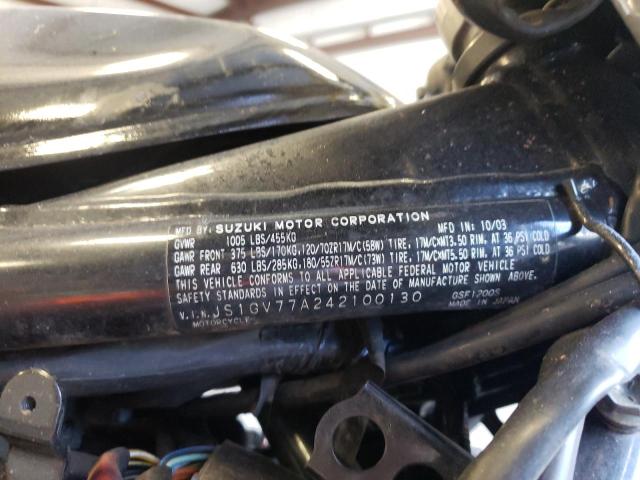 MFD BY: SUZUKI MOTOR CORPORATION MFD IN: 10/03
GVWR 1005 LBS/455KG
GAWR FRONT 375 LBS/170KG,120/70ZR17M/C(58W) TIRE, 17M/CXMT3.50 RIM, AT 36 PSI COLD
GAWR REAR 630 LBS/285KG,180/55ZR17M/C(73W) TIRE, 17M/CXMT5.50 RIM, AT 36 PSI COLD
THIS VEHICLE CONFORMS TO ALL APPLICABLE FEDERAL MOTOR VEHICLE
SAFETY STANDARDS IN EFFECT ON THE DATE OF MANUFACTURE SHOWN ABOVE.
V.I.N. JS1GV77A242100130 GSF1200S
MOTORCYCLE MADE IN JAPAN